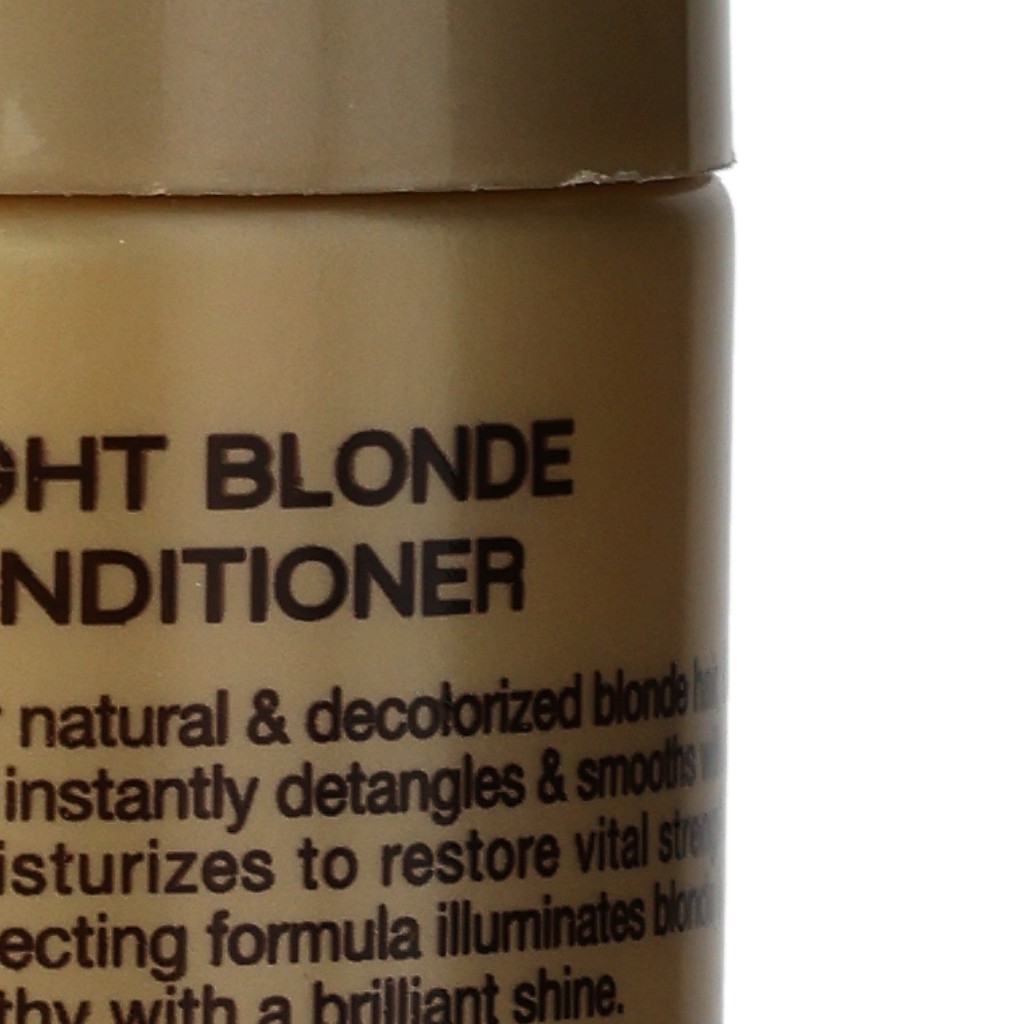 GHT BLONDE
NDITIONER
natural & decolorized blonde
instantly detangles & smooths
isturizes to restore vital
ecting formula illuminates
thy with a brilliant shine.